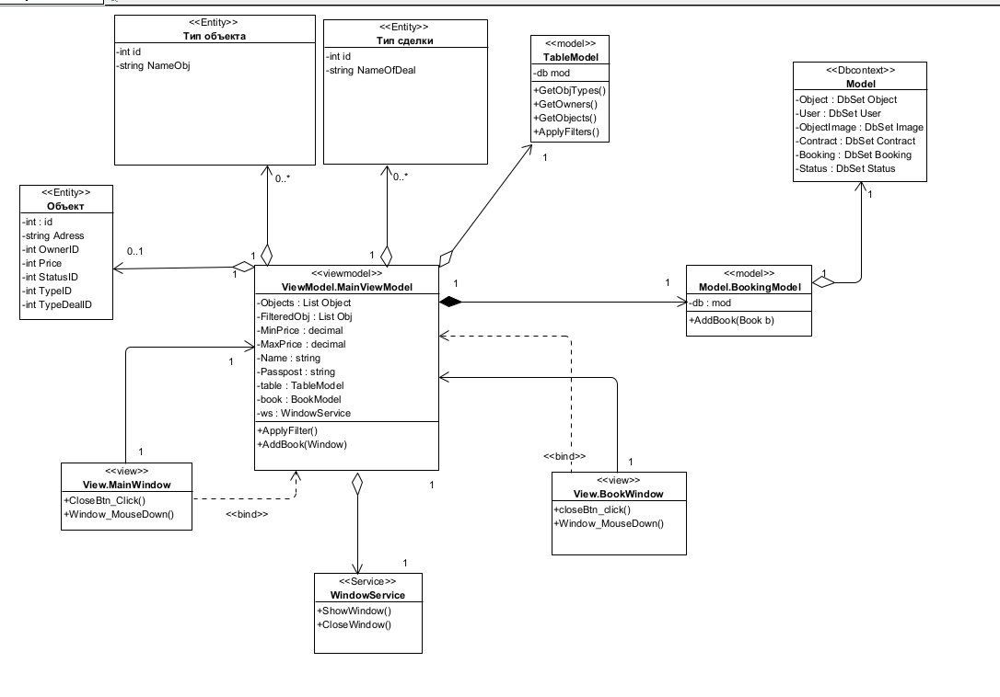 <<Entity>>
Тип объекта
-int id
-string NameObj
<<Entity>>
Тип сделки
-int id
-string NameOfDeal
<<model>>
TableModel
-db mod
+GetObjTypes()
+GetOwners()
+GetObjects()
+ApplyFilters()
<<Dbcontext>>
Model
-Object : DbSet Object
-User : DbSet User
-ObjectImage : DbSet Image
-Contract : DbSet Contract
-Booking : DbSet Booking
-Status : DbSet Status
1
0..*
0..*
1
<<Entity>>
Объект
-int : id
-string Adress
-int OwnerID
-int Price
-int StatusID
-int TypeID
-int TypeDealID
0..1
1
1
1
<<viewmodel>>
ViewModel.MainViewModel
-Objects : List Object
-FilteredObj : List Obj
-MinPrice : decimal
-MaxPrice : decimal
-Name : string
-Passpost : string
-table : TableModel
-book : BookModel
-ws : WindowService
+ApplyFilter()
+AddBook(Window)
1
1
<<model>>
Model.BookingModel
-db : mod
+AddBook(Book b)
1
1
1
<<view>>
View.MainWindow
+CloseBtn_Click()
+Window_MouseDown()
<<bind>>
<<bind>>
1
<<view>>
View.BookWindow
+closeBtn_click()
+Window_MouseDown()
1
1
<<Service>>
WindowService
+ShowWindow()
+CloseWindow()